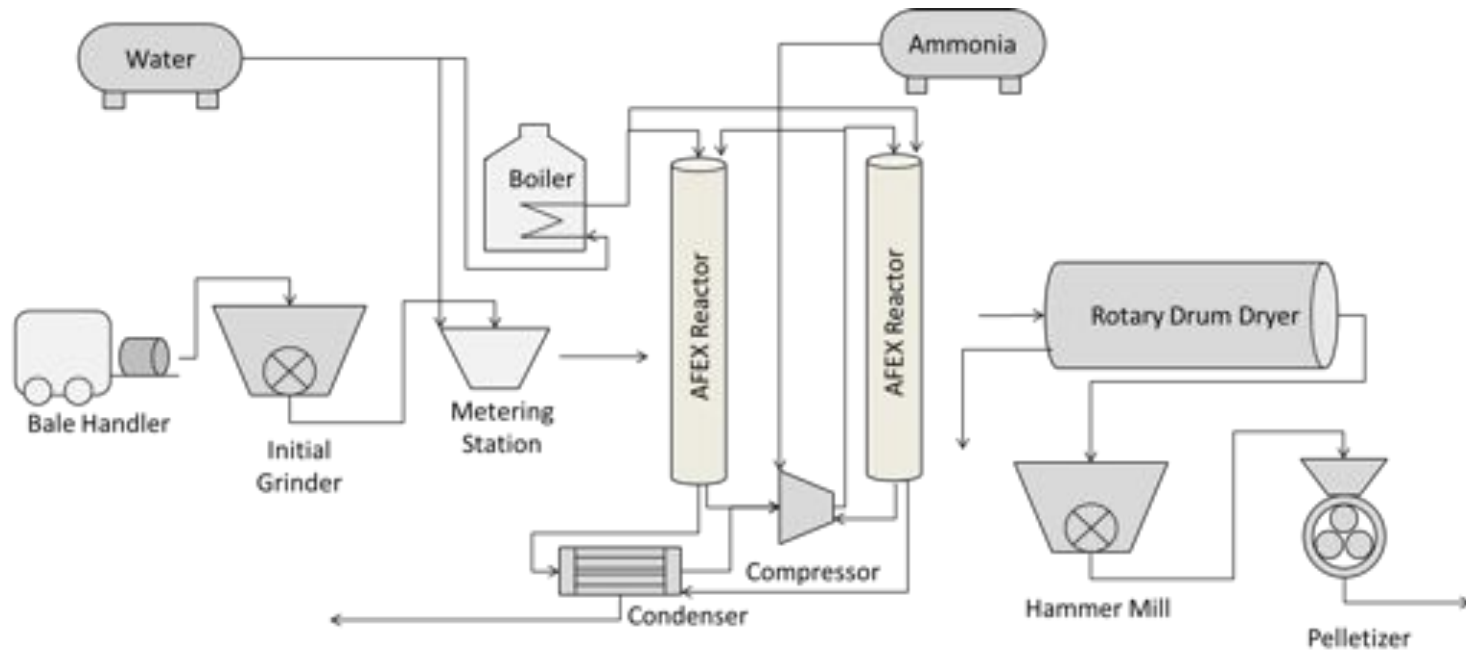 Water
Ammonia
Boiler
AFEX Reactor
AFEX Reactor
Rotary Drum Dryer
Bale Handler
Initial
Grinder
Metering
Station
Compressor
Condenser
Hammer Mill
Pelletizer